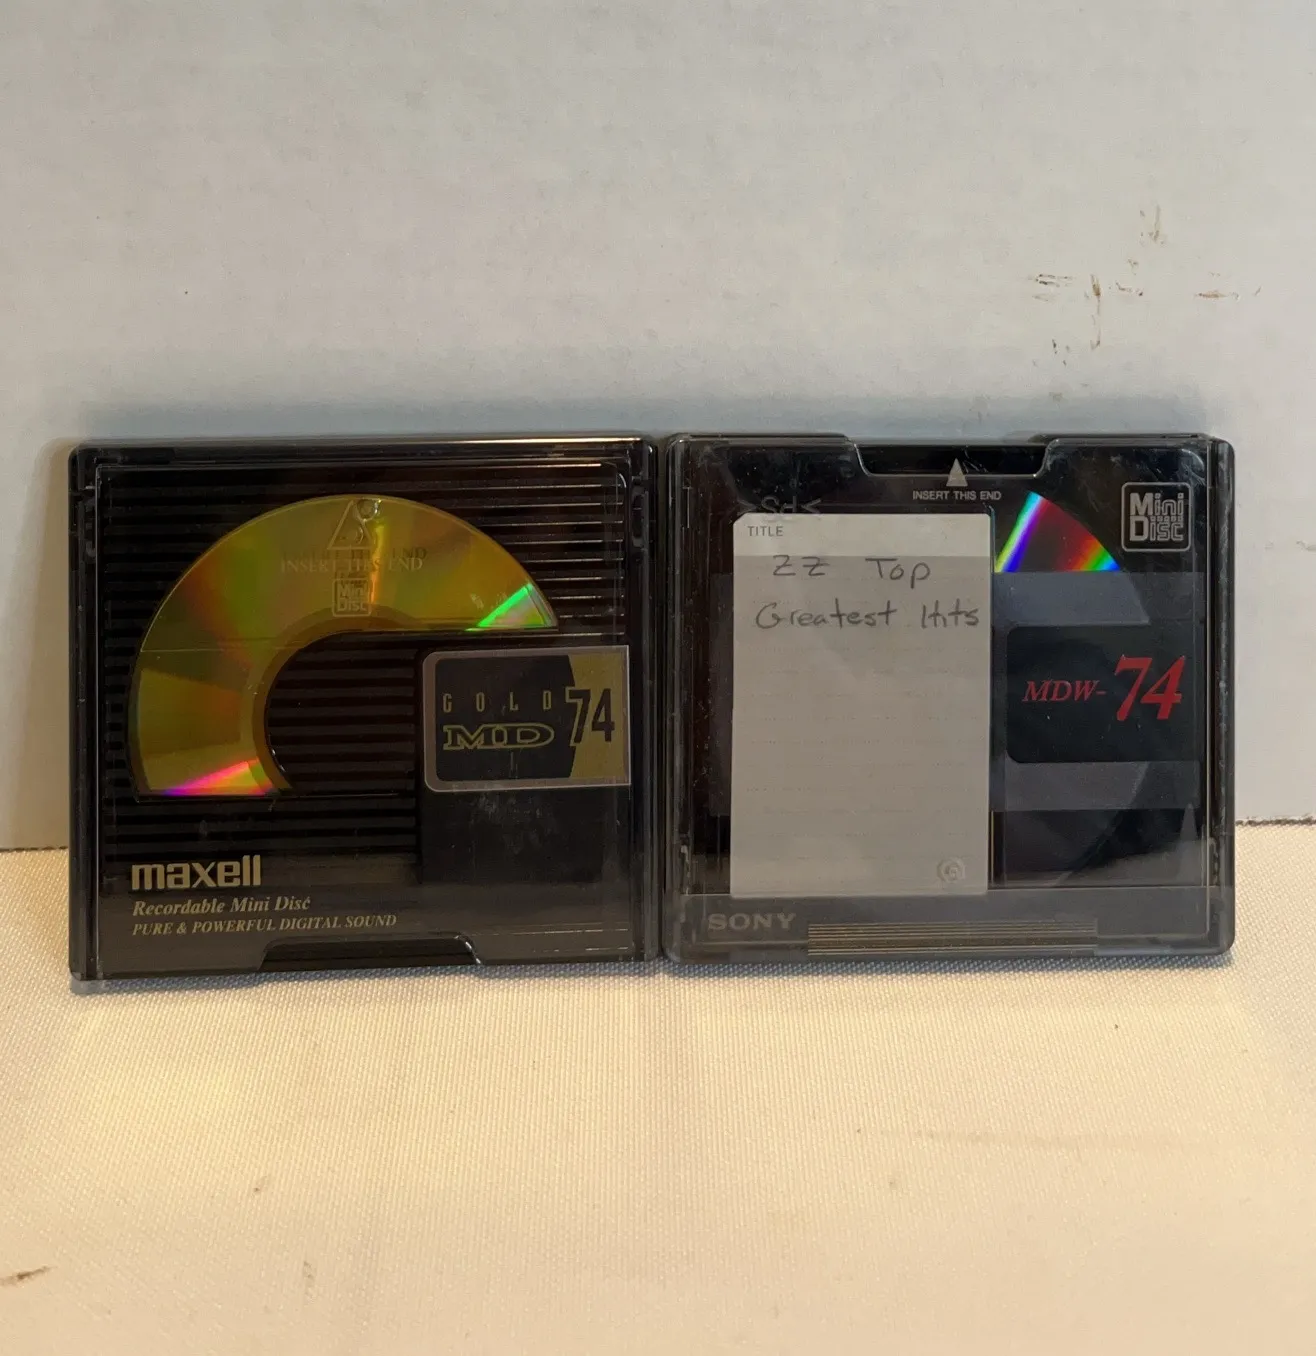 INSERT THIS END
Mini
Disc
GOLD
MD 74
maxell
Recordable Mini Disc
PURE & POWERFUL DIGITAL SOUND
INSERT THIS END
Mini
Disc
TITLE
ZZ Top
Greatest Hits
MDW-74
SONY